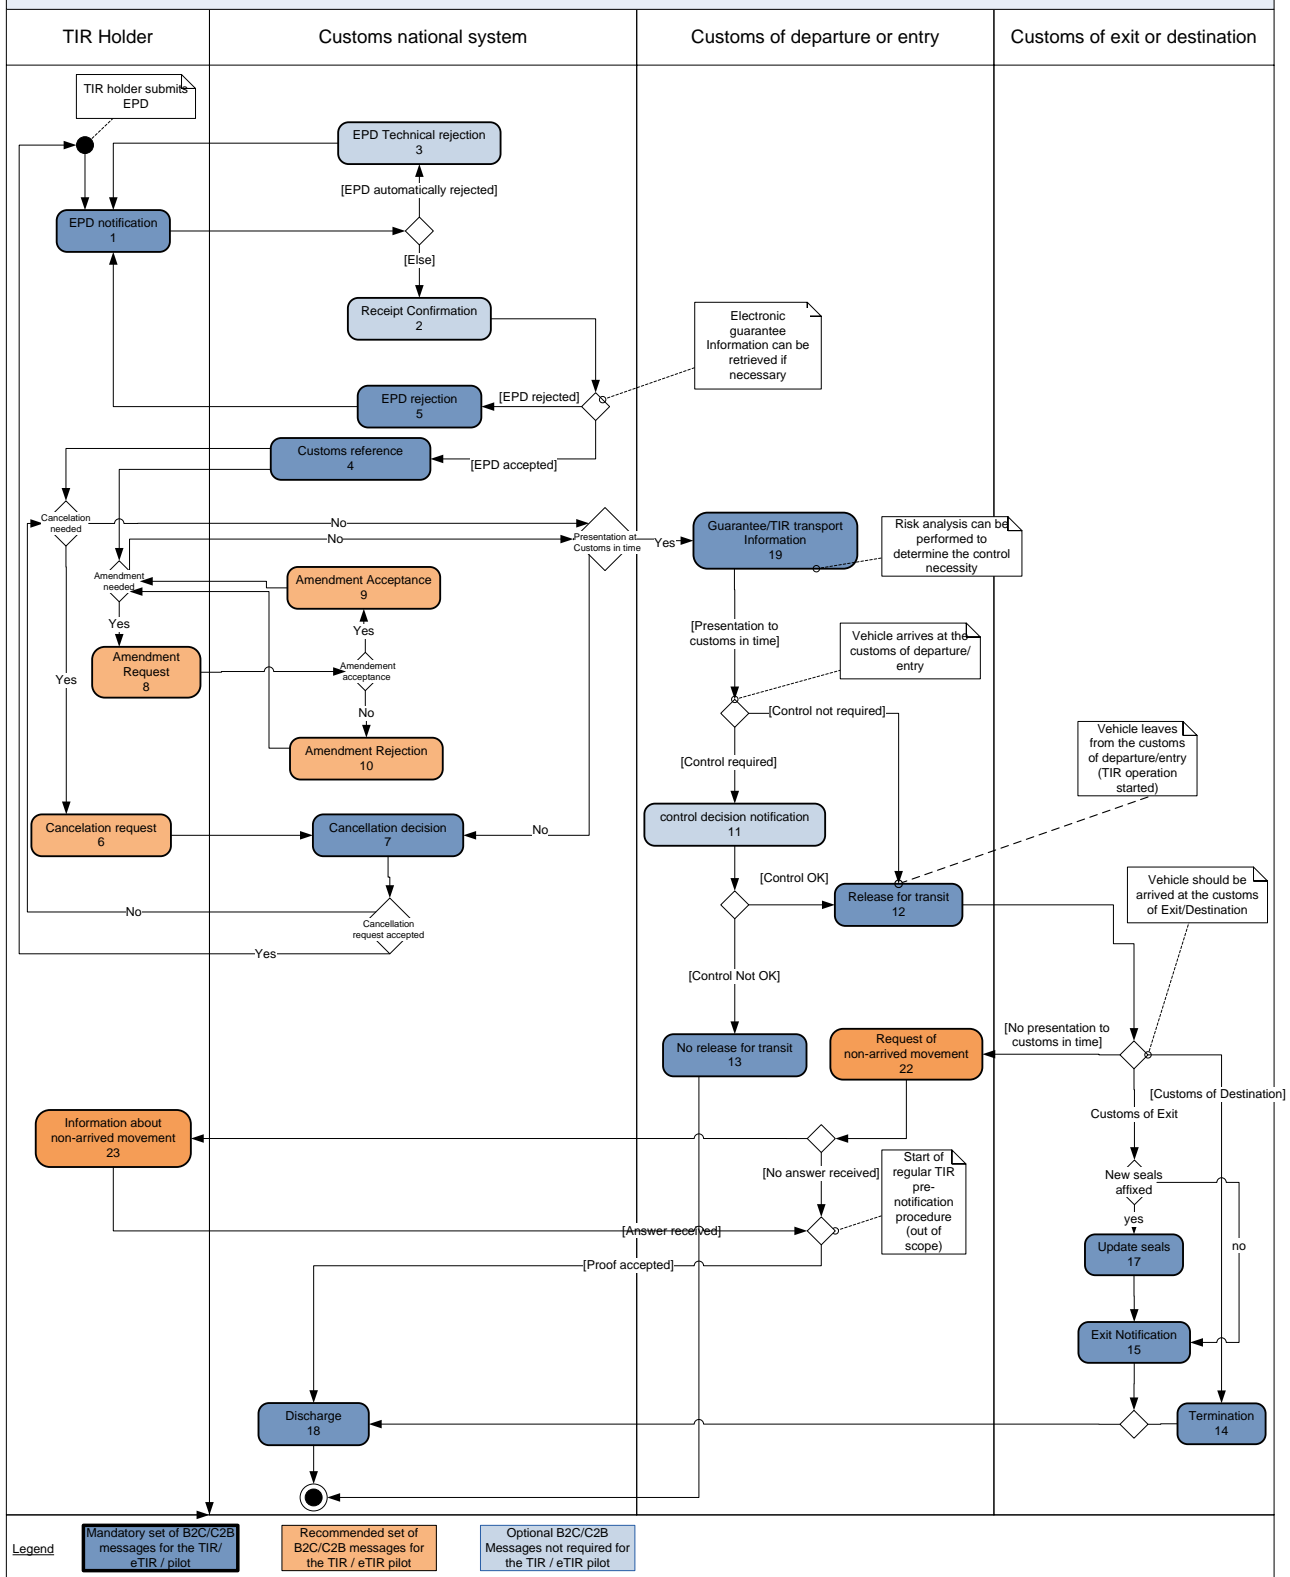 TIR Holder
Customs national system
Customs of departure or entry
Customs of exit or destination
TIR holder submits
EPD
EPD Technical rejection
3
[EPD automatically rejected]
EPD notification
1
[Else]
Receipt Confirmation
2
Electronic
guarantee
Information can be
retrieved if
necessary
EPD rejection
5
[EPD rejected]
Customs reference
4
[EPD accepted]
Cancelation
needed
No
No
Presentation at
Customs in time
Yes
Guarantee/TIR transport
Information
19
Risk analysis can be
performed to
determine the control
necessity
Amendment
needed
Amendment Acceptance
9
Yes
Yes
[Presentation to
customs in time]
Vehicle arrives at the
customs of departure/
entry
Amendment
Request
8
Amendement
acceptance
Yes
No
[Control not required]
Amendment Rejection
10
[Control required]
Vehicle leaves
from the customs
of departure/entry
(TIR operation
started)
Cancelation request
6
Cancellation decision
7
No
control decision notification
11
[Control OK]
Release for transit
12
Vehicle should be
arrived at the customs
of Exit/Destination
No
Cancellation
request accepted
Yes
[Control Not OK]
No release for transit
13
Request of
non-arrived movement
22
[No presentation to
customs in time]
[Customs of Destination]
Customs of Exit
Information about
non-arrived movement
23
[No answer received]
Start of
regular TIR
pre-
notification
procedure
(out of
scope)
New seals
affixed
yes
[Answer received]
Update seals
17
no
[Proof accepted]
Exit Notification
15
Discharge
18
Termination
14
Legend
Mandatory set of B2C/C2B
messages for the TIR/
eTIR / pilot
Recommended set of
B2C/C2B messages for
the TIR / eTIR pilot
Optional B2C/C2B
Messages not required for
the TIR / eTIR pilot